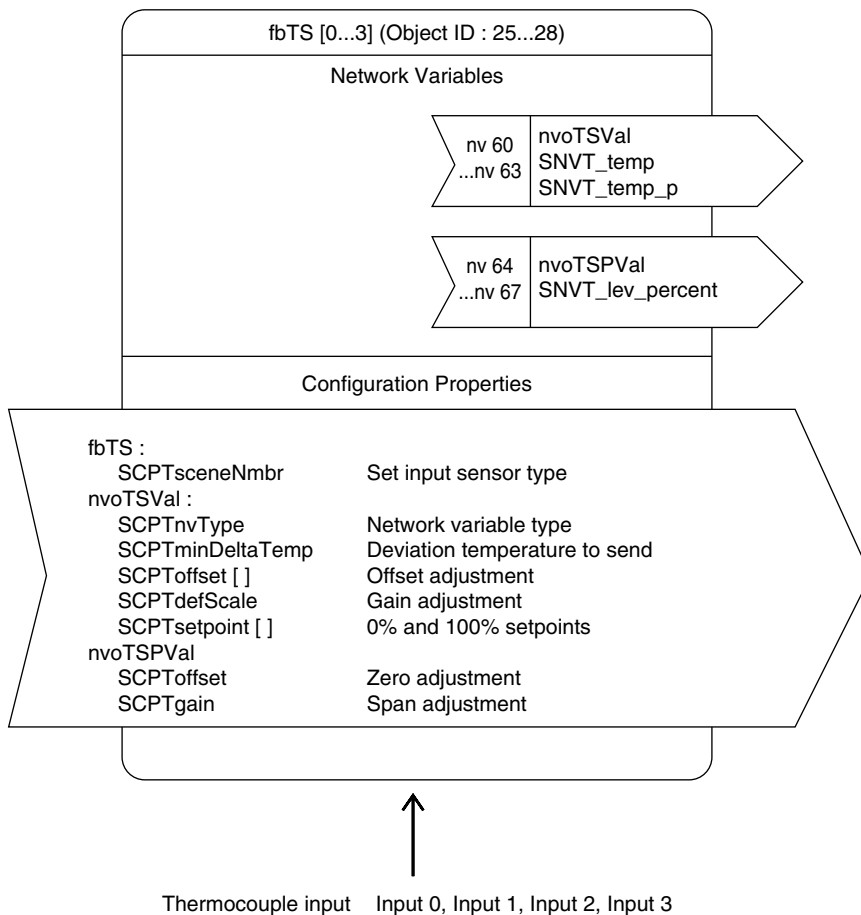 fbTS [0...3] (Object ID : 25...28)
Network Variables
nv 60
...nv 63
nvoTSVal
SNVT_temp
SNVT_temp_p
nv 64
...nv 67
nvoTSPVal
SNVT_lev_percent
Configuration Properties
fbTS :
SCPTsceneNmbr Set input sensor type
nvoTSVal :
SCPTnvType Network variable type
SCPTminDeltaTemp Deviation temperature to send
SCPToffset [ ] Offset adjustment
SCPTdefScale Gain adjustment
SCPTsetpoint [ ] 0% and 100% setpoints
nvoTSPVal
SCPToffset Zero adjustment
SCPTgain Span adjustment
Thermocouple input Input 0, Input 1, Input 2, Input 3